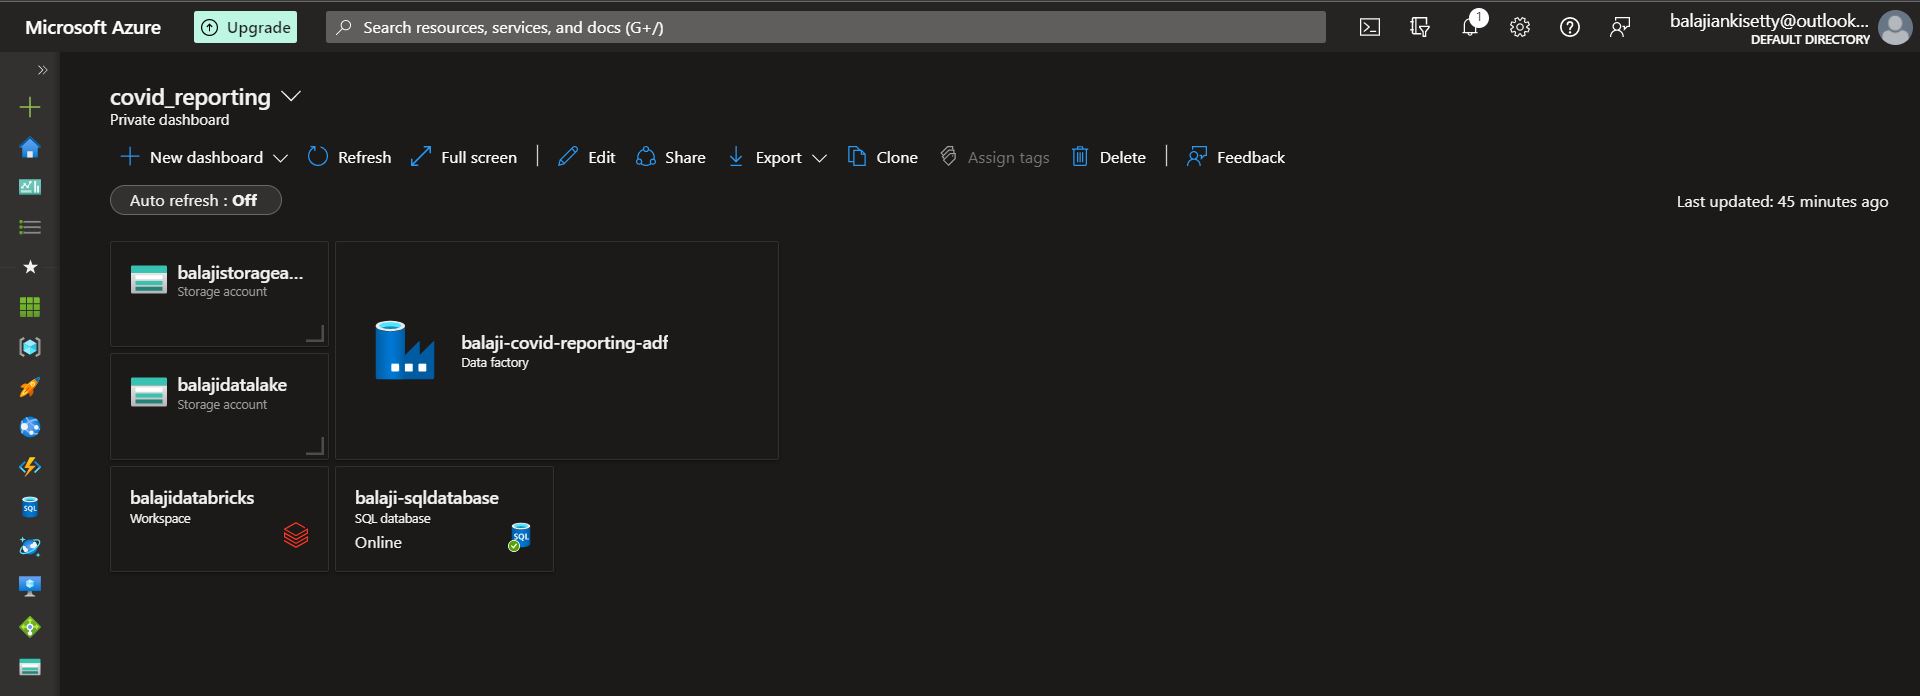 Microsoft Azure
Upgrade
Search resources, services, and docs (G+/)
1
balajiankisetty@outlook...
DEFAULT DIRECTORY
covid_reporting
Private dashboard
New dashboard Refresh Full screen Edit Share Export Clone Assign tags Delete Feedback
Auto refresh : Off
Last updated: 45 minutes ago
balajistoragea...
Storage account
balaji-covid-reporting-adf
Data factory
balajidatalake
Storage account
balajidatabricks
Workspace
balaji-sqldatabase
SQL database
Online
SQL
SQL